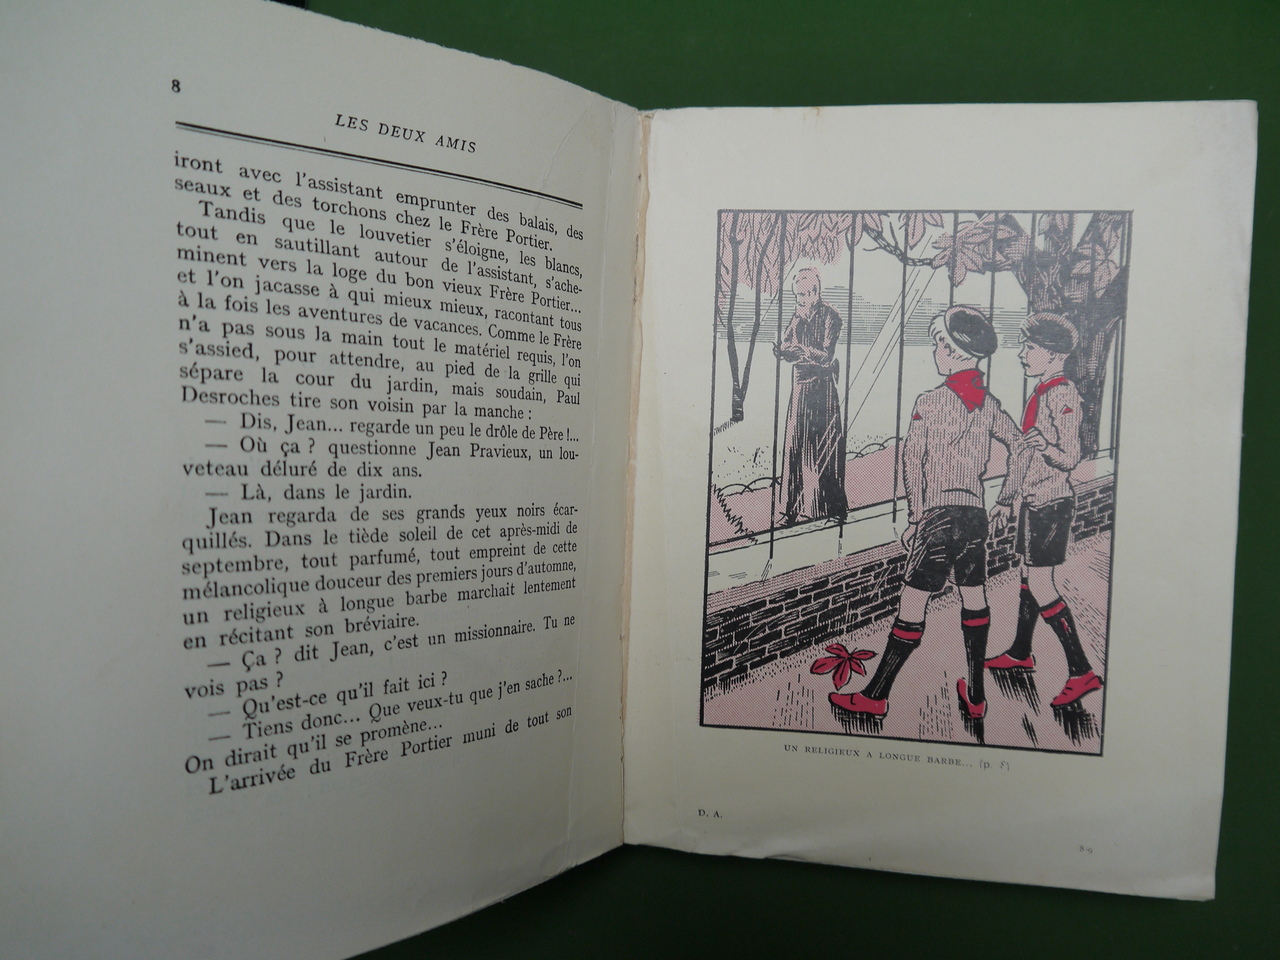 8
LES DEUX AMIS
iront avec l'assistant emprunter des balais, des
seaux et des torchons chez le Frère Portier.
Tandis que le louvetier s'éloigne, les blancs,
tout en sautillant autour de l'assistant, s'ache-
minent vers la loge du bon vieux Frère Portier...
et l'on jacasse à qui mieux mieux, racontant tous
à la fois les aventures de vacances. Comme le Frère
n'a pas sous la main tout le matériel requis, l'on
s'assied, pour attendre, au pied de la grille qui
sépare la cour du jardin, mais soudain, Paul
Desroches tire son voisin par la manche :
— Dis, Jean... regarde un peu le drôle de Père !...
— Où ça ? questionne Jean Pravieux, un lou-
veteau déluré de dix ans.
— Là, dans le jardin.
Jean regarda de ses grands yeux noirs écar-
quillés. Dans le tiède soleil de cet après-midi de
septembre, tout parfumé, tout empreint de cette
mélancolique douceur des premiers jours d'automne,
un religieux à longue barbe marchait lentement
en récitant son bréviaire.
— Ça ? dit Jean, c'est un missionnaire. Tu ne
vois pas ?
— Qu'est-ce qu'il fait ici ?
— Tiens donc... Que veux-tu que j'en sache ?...
On dirait qu'il se promène...
L'arrivée du Frère Portier muni de tout son
UN RELIGIEUX A LONGUE BARBE... (p. 8)
D. A.
8-9